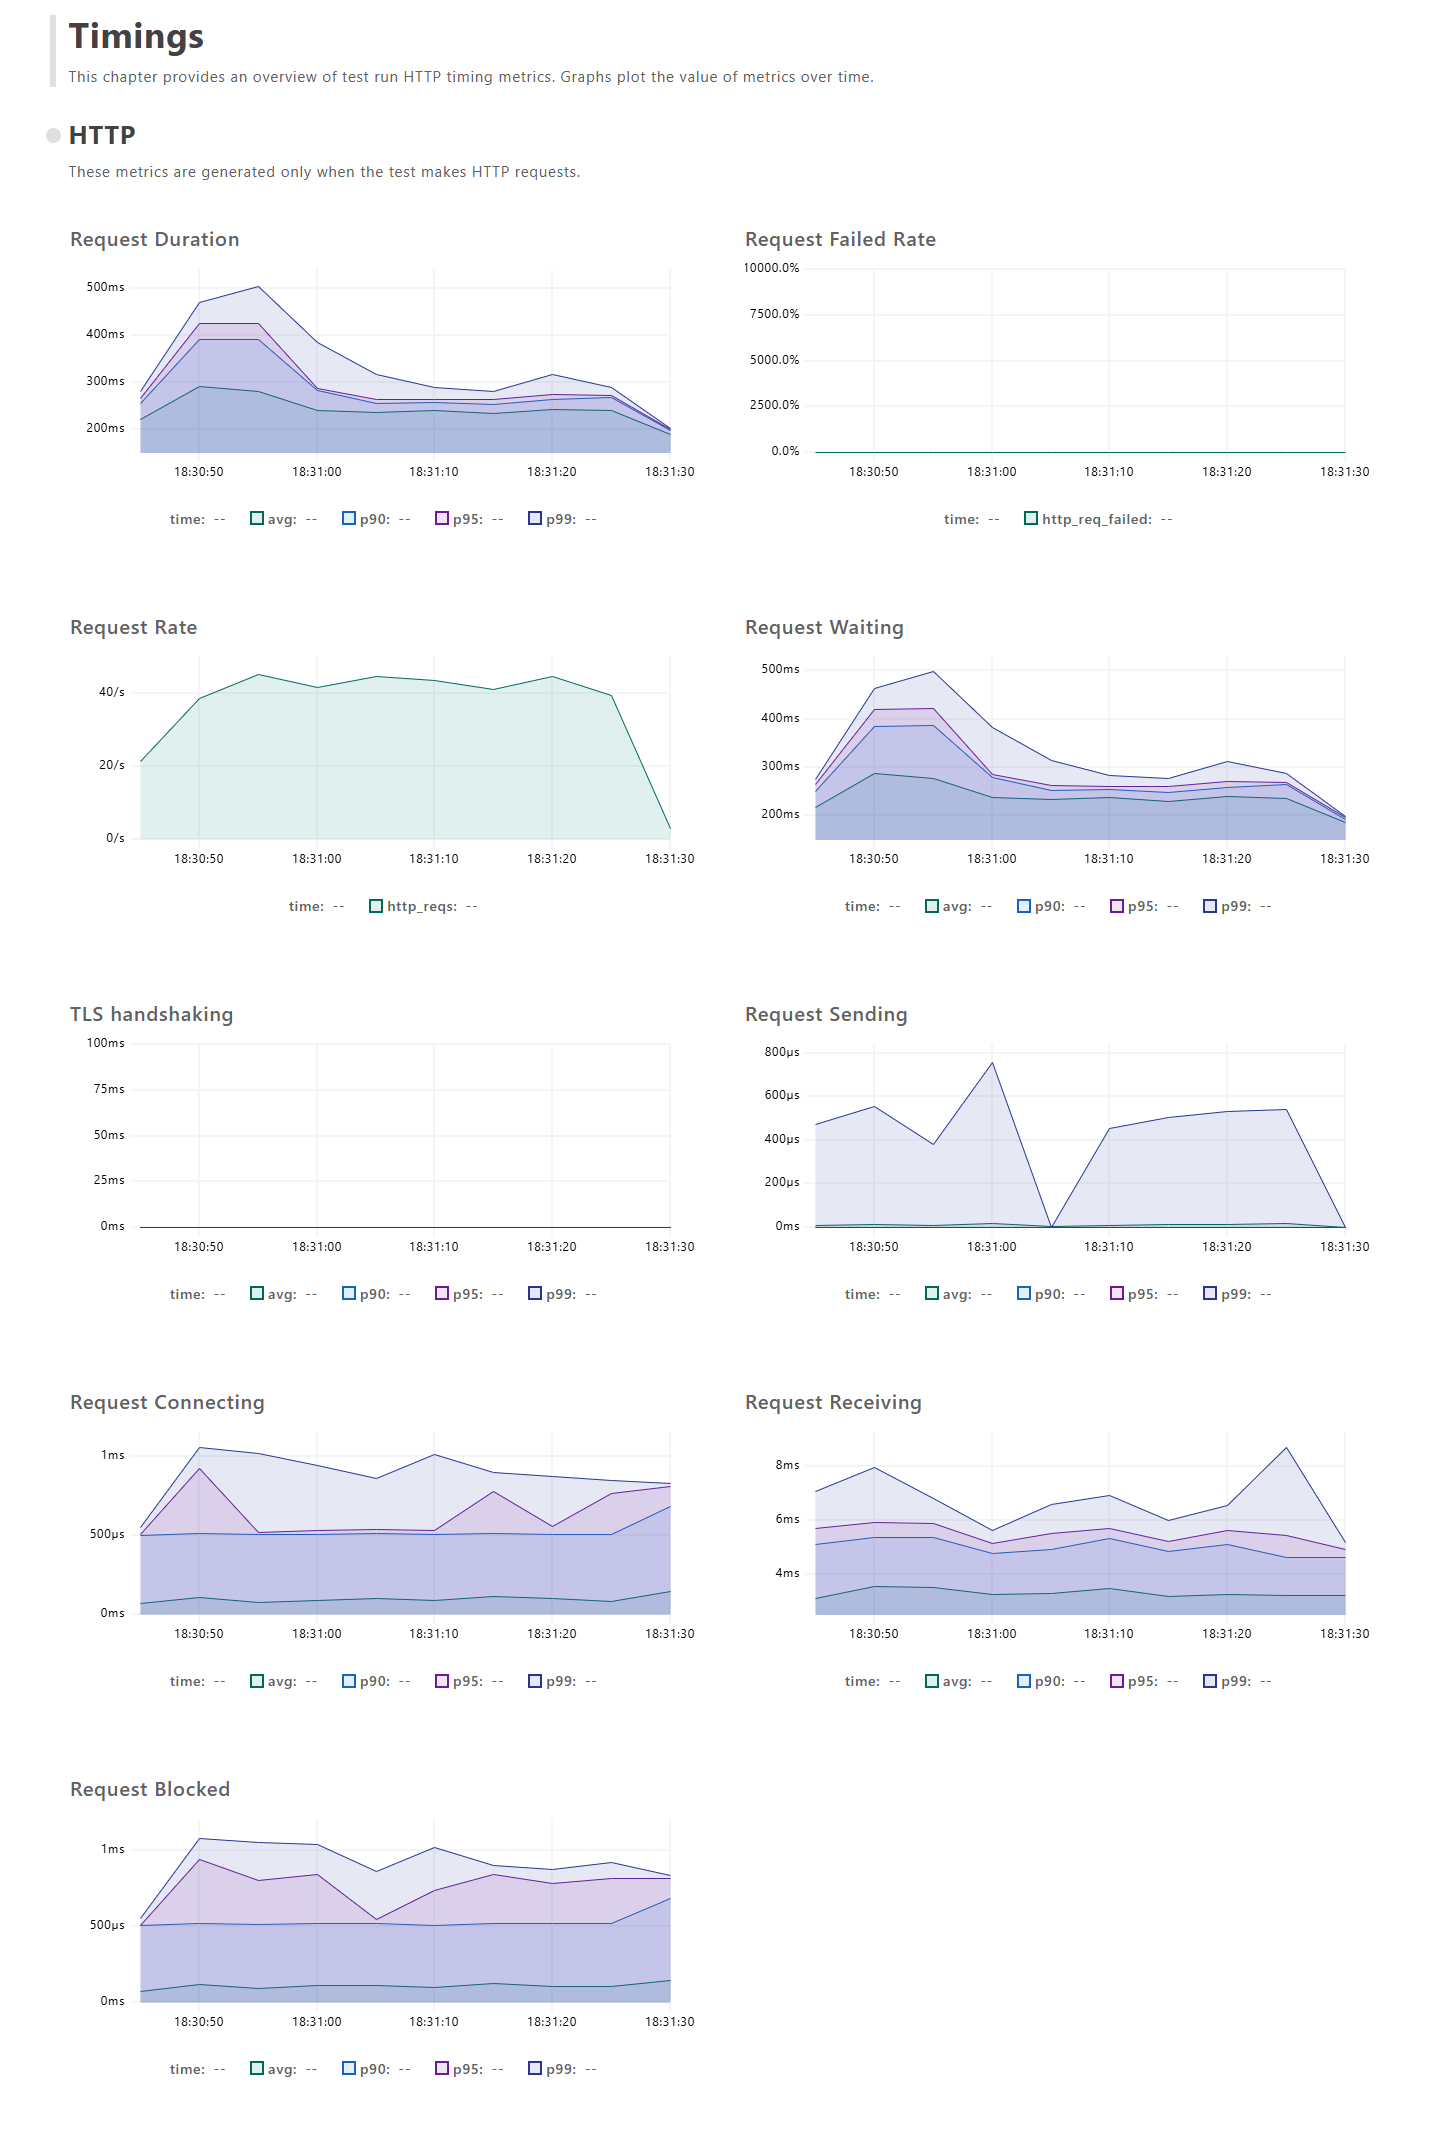 Timings
This chapter provides an overview of test run HTTP timing metrics. Graphs plot the value of metrics over time.
HTTP
These metrics are generated only when the test makes HTTP requests.
Request Duration
500ms
400ms
300ms
200ms
18:30:50 18:31:00 18:31:10 18:31:20 18:31:30
time: -- avg: -- p90: -- p95: -- p99: --
Request Failed Rate
10000.0%
7500.0%
5000.0%
2500.0%
0.0%
18:30:50 18:31:00 18:31:10 18:31:20 18:31:30
time: -- http_req_failed: --
Request Rate
40/s
20/s
0/s
18:30:50 18:31:00 18:31:10 18:31:20 18:31:30
time: -- http_reqs: --
Request Waiting
500ms
400ms
300ms
200ms
18:30:50 18:31:00 18:31:10 18:31:20 18:31:30
time: -- avg: -- p90: -- p95: -- p99: --
TLS handshaking
100ms
75ms
50ms
25ms
0ms
18:30:50 18:31:00 18:31:10 18:31:20 18:31:30
time: -- avg: -- p90: -- p95: -- p99: --
Request Sending
800µs
600µs
400µs
200µs
0ms
18:30:50 18:31:00 18:31:10 18:31:20 18:31:30
time: -- avg: -- p90: -- p95: -- p99: --
Request Connecting
1ms
500µs
0ms
18:30:50 18:31:00 18:31:10 18:31:20 18:31:30
time: -- avg: -- p90: -- p95: -- p99: --
Request Receiving
8ms
6ms
4ms
18:30:50 18:31:00 18:31:10 18:31:20 18:31:30
time: -- avg: -- p90: -- p95: -- p99: --
Request Blocked
1ms
500µs
0ms
18:30:50 18:31:00 18:31:10 18:31:20 18:31:30
time: -- avg: -- p90: -- p95: -- p99: --